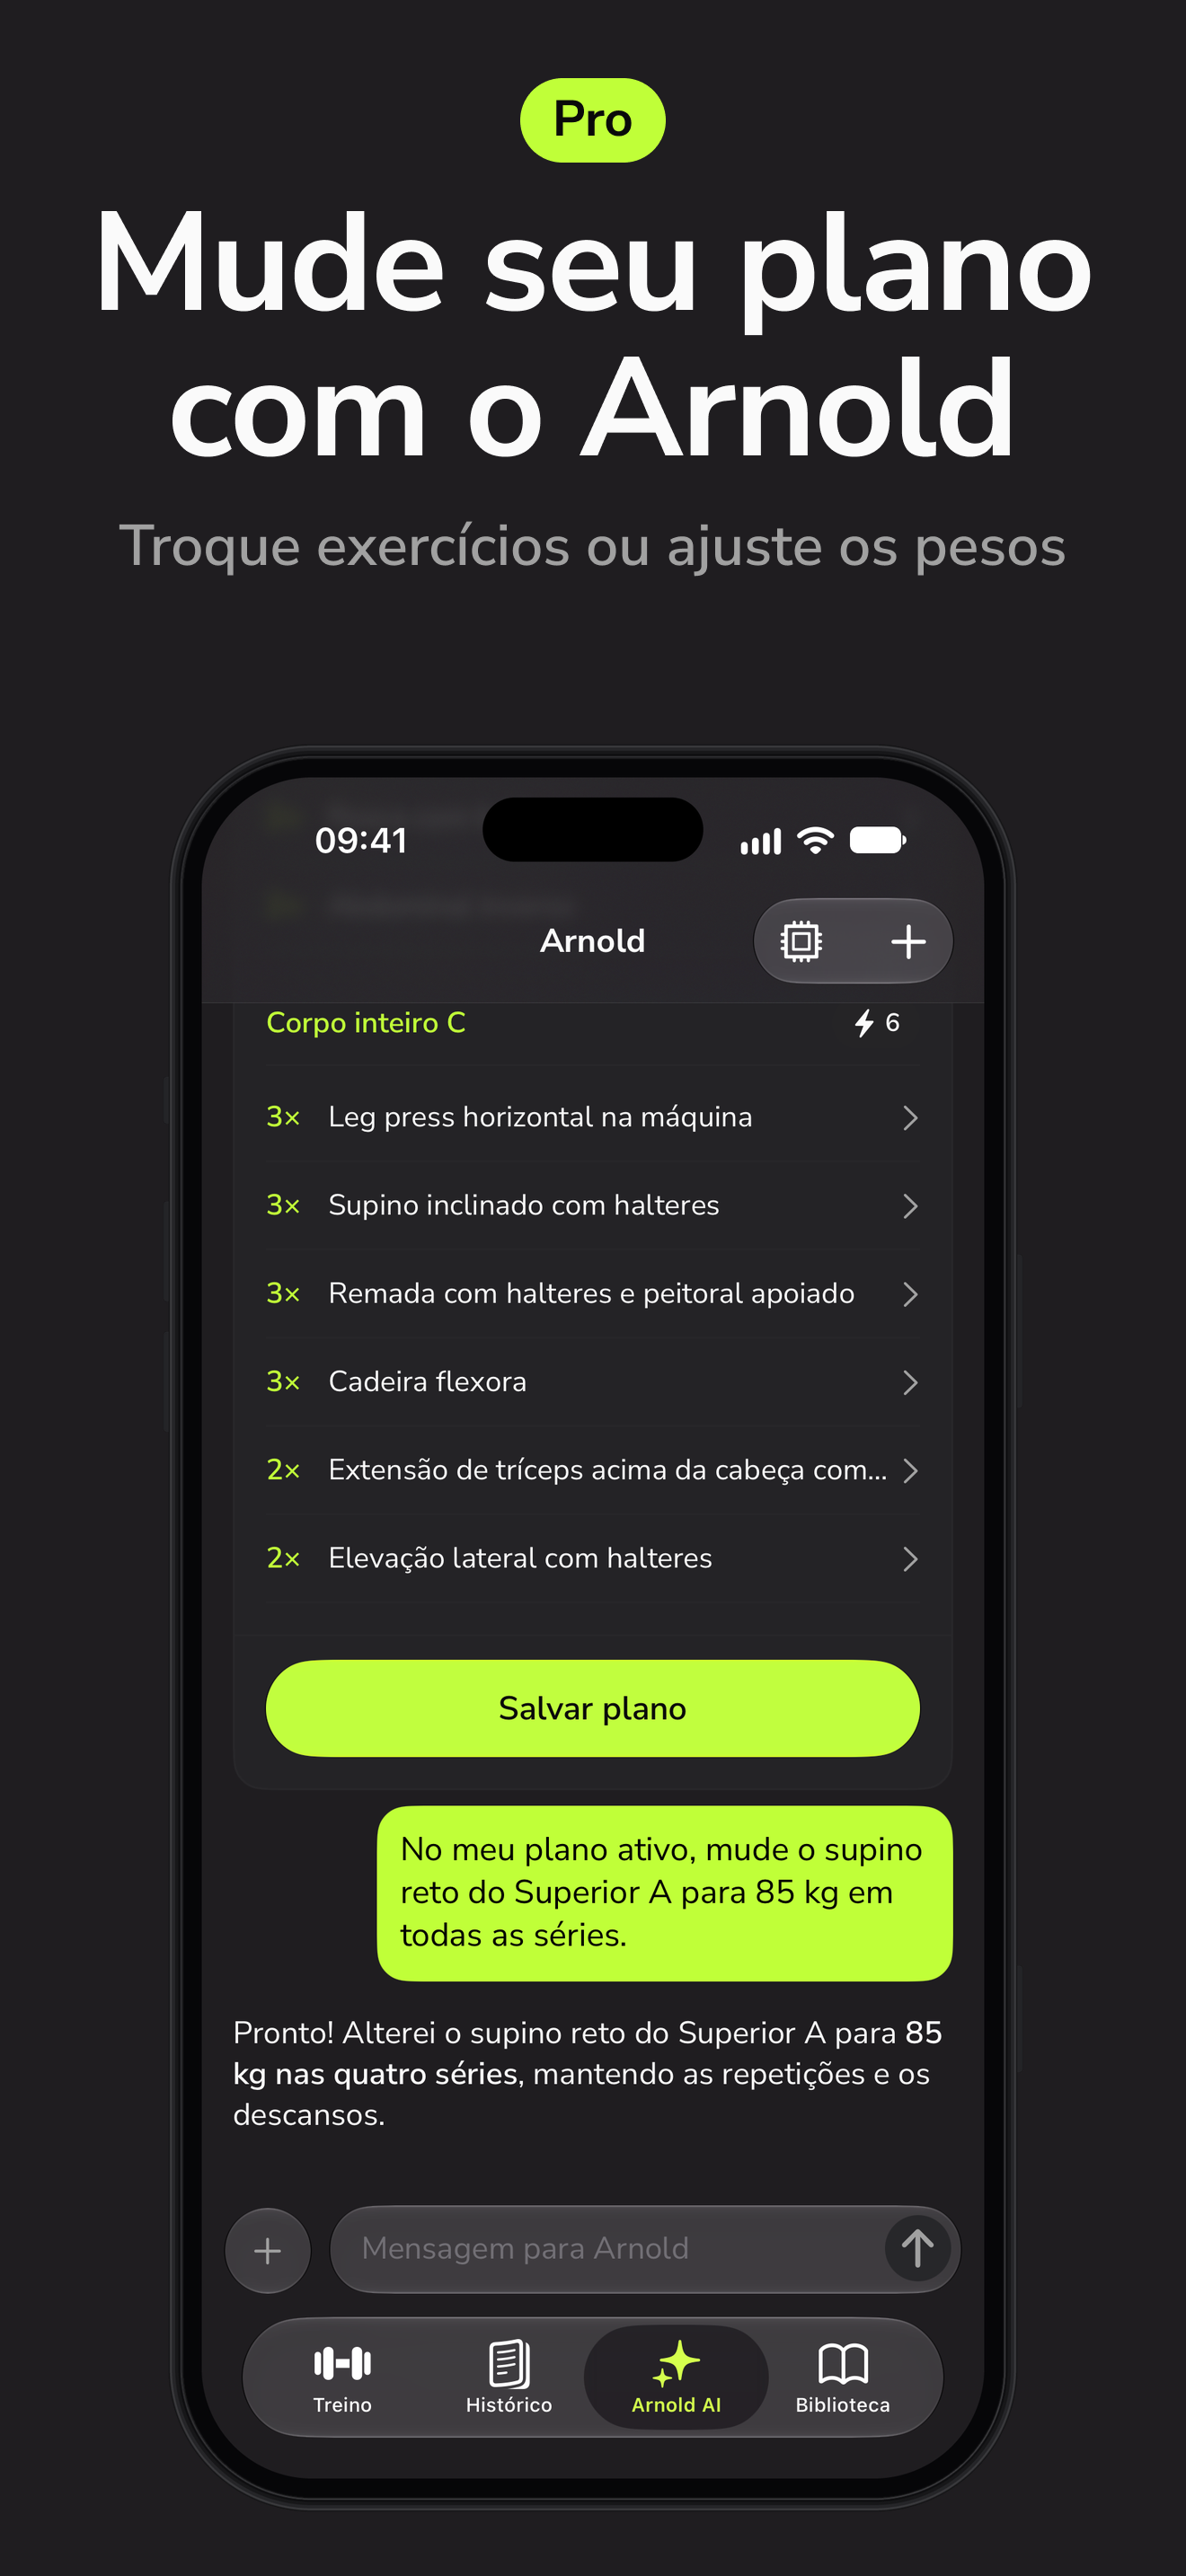 Pro
Mude seu plano
com o Arnold
Troque exercícios ou ajuste os pesos
09:41
Arnold
Corpo inteiro C
6
3× Leg press horizontal na máquina
3× Supino inclinado com halteres
3× Remada com halteres e peitoral apoiado
3× Cadeira flexora
2× Extensão de tríceps acima da cabeça com...
2× Elevação lateral com halteres
Salvar plano
No meu plano ativo, mude o supino
reto do Superior A para 85 kg em
todas as séries.
Pronto! Alterei o supino reto do Superior A para 85
kg nas quatro séries, mantendo as repetições e os
descansos.
Mensagem para Arnold
Treino Histórico Arnold AI Biblioteca